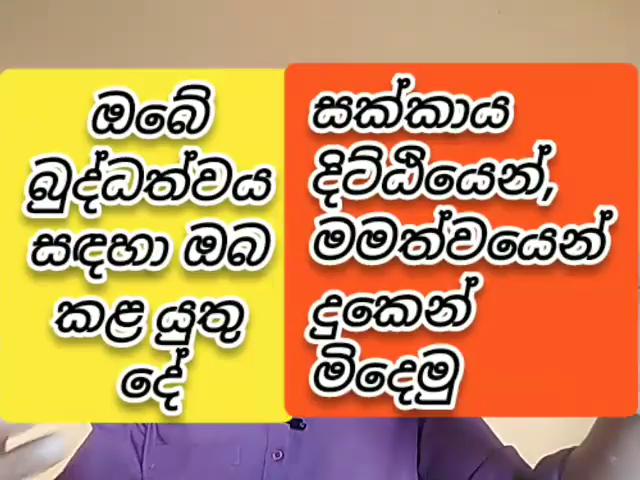 ඔබේ
බුද්ධත්වය
සඳහා ඔබ
කළ යුතු
දේ
සක්කාය
දිට්ඨියෙන්,
මමත්වයෙන්
දුකෙන්
මිදෙමු